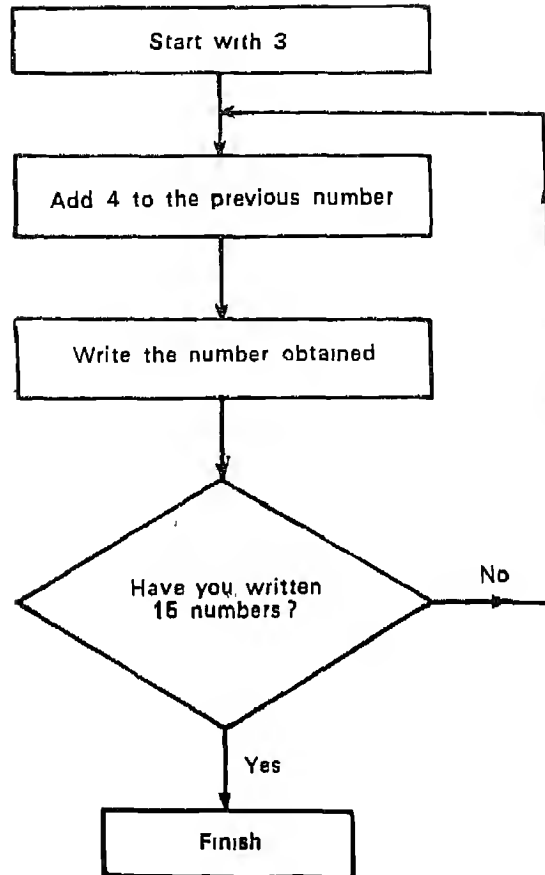 Start with 3
Add 4 to the previous number
Write the number obtained
Have you written
15 numbers?
No
Yes
Finish